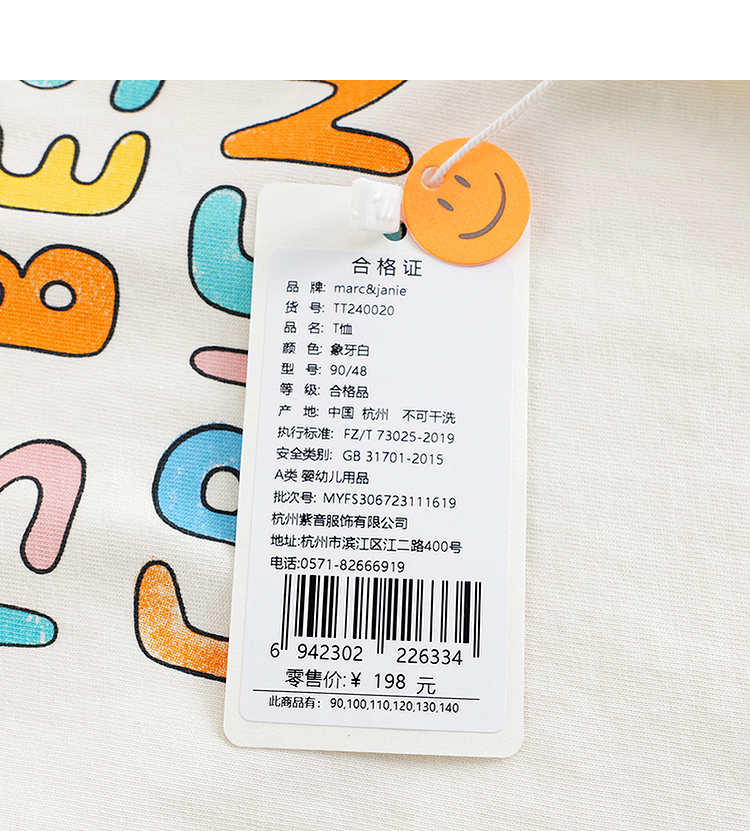 合格证
品 牌: marc&janie
货 号: TT240020
品 名: T恤
颜 色: 象牙白
型 号: 90/48
等 级: 合格品
产 地: 中国 杭州 不可干洗
执行标准: FZ/T 73025-2019
安全类别: GB 31701-2015
A类 婴幼儿用品
批次号: MYFS306723111619
杭州紫音服饰有限公司
地址:杭州市滨江区江二路400号
电话:0571-82666919
6 942302 226334
零售价:¥ 198 元
此商品有: 90,100,110,120,130,140